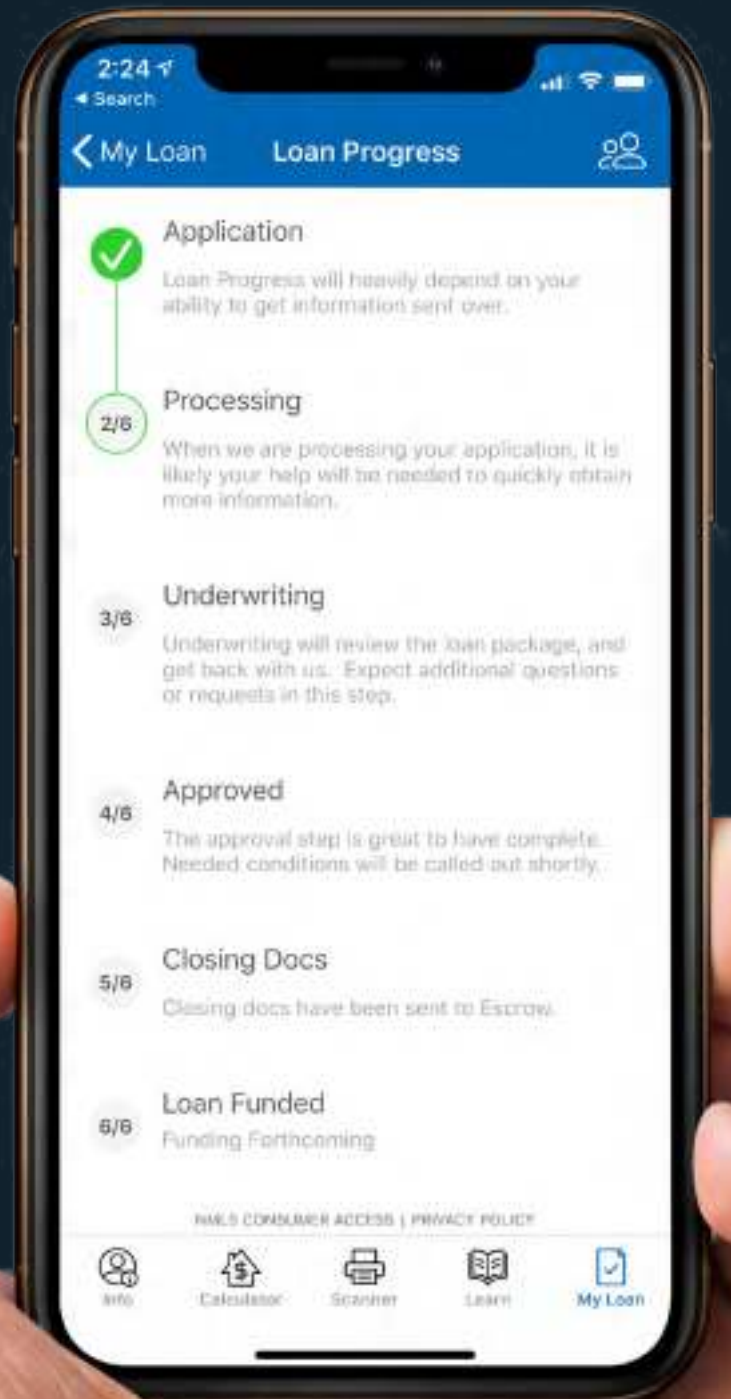 2:24
Search
My Loan
Loan Progress
Application
Loan Progress will heavily depend on your
ability to get information sent over.
2/6
Processing
When we are processing your application, it is
likely your help will be needed to quickly obtain
more information.
3/6
Underwriting
Underwriting will review the loan package, and
get back with us. Expect additional questions
or requests in this step.
4/6
Approved
The approval step is great to have complete.
Needed conditions will be called out shortly.
5/6
Closing Docs
Closing docs have been sent to Escrow.
6/6
Loan Funded
Funding Forthcoming
NMLS CONSUMER ACCESS | PRIVACY POLICY
Info
Calculator
Scanner
Learn
My Loan